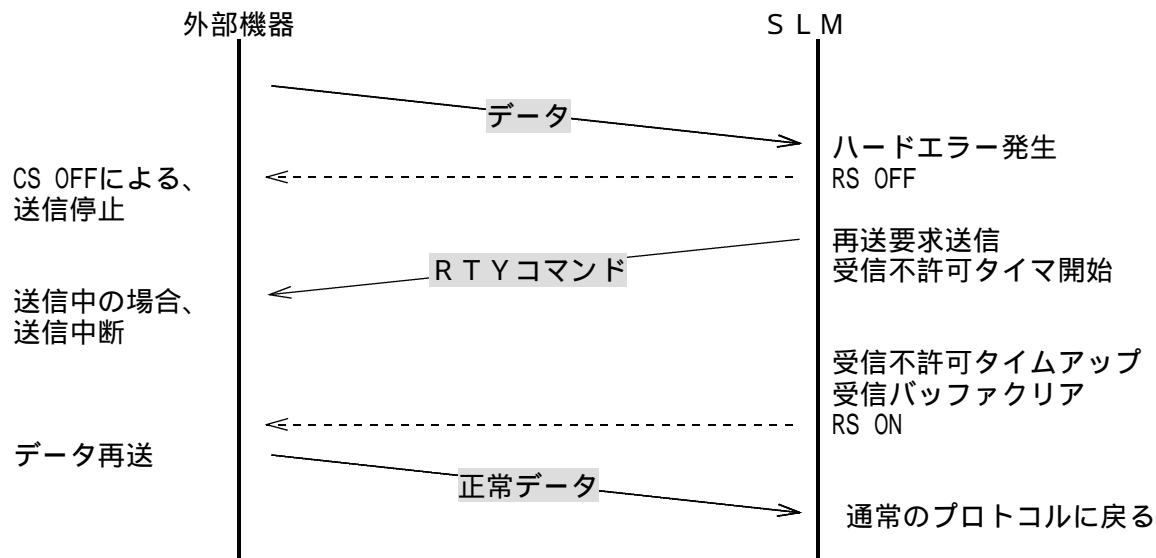 外部機器
ＳＬＭ
データ
ハードエラー発生
CS OFFによる、
RS OFF
送信停止
再送要求送信
ＲＴＹコマンド
受信不許可タイマ開始
送信中の場合、
送信中断
受信不許可タイムアップ
受信バッファクリア
RS ON
データ再送
正常データ
通常のプロトコルに戻る